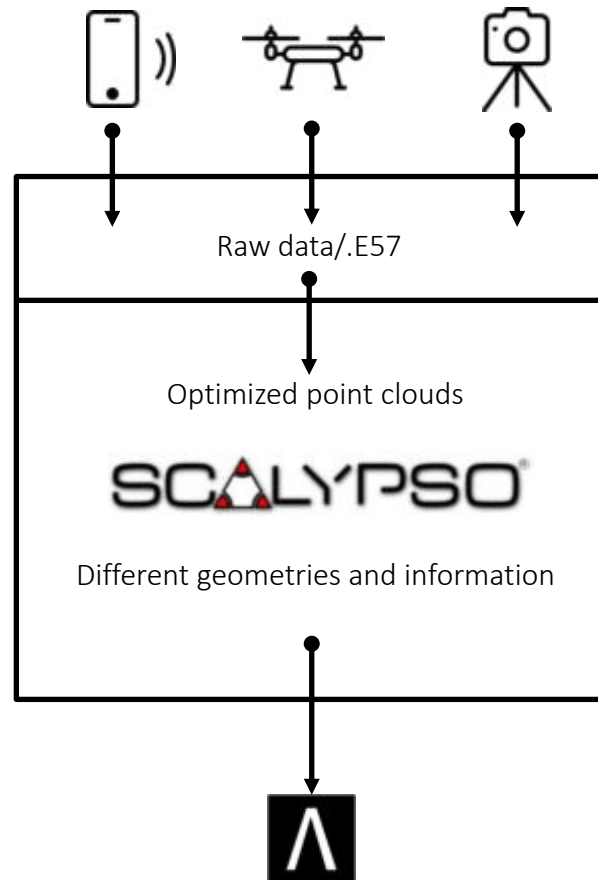 Raw data/.E57
Optimized point clouds
SCALYPSO®
Different geometries and information